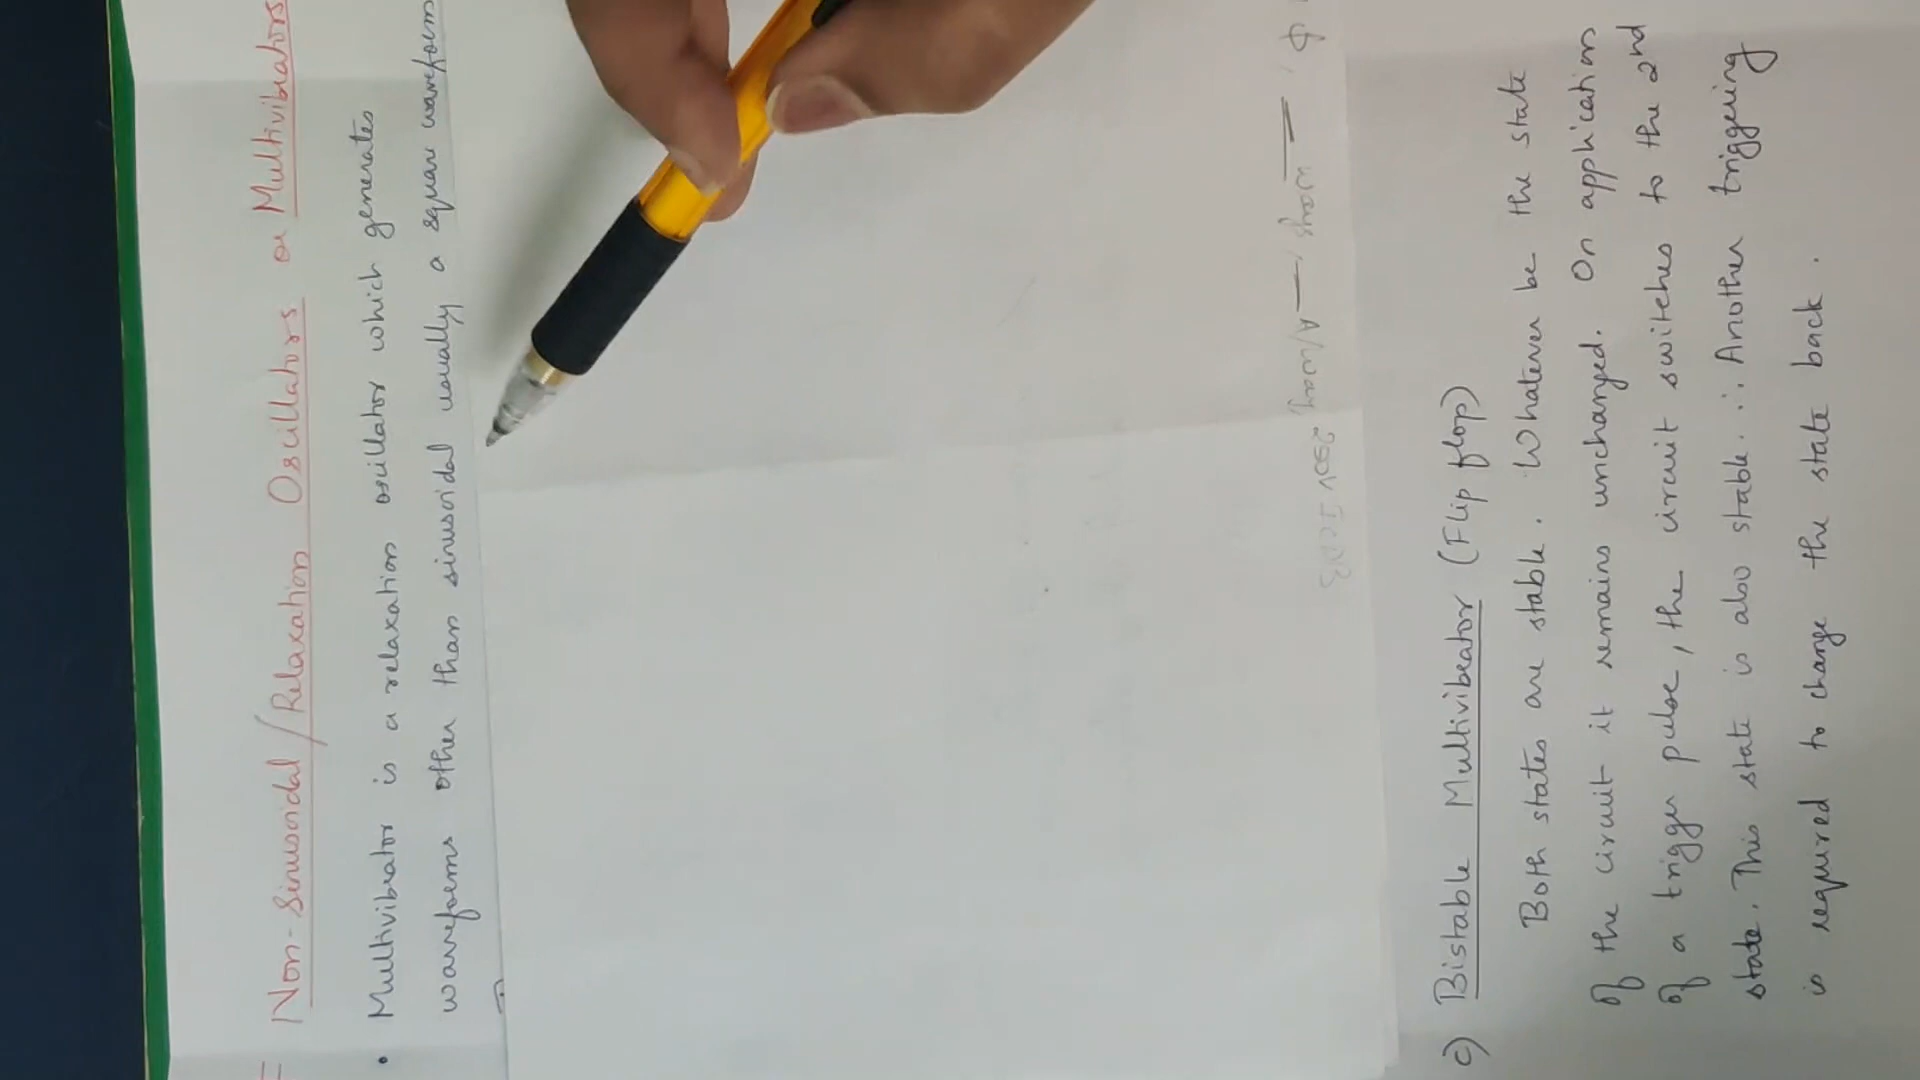 Non-Sinusoidal/Relaxation Oscillators or Multivibrators
• Multivibrator is a relaxation oscillator which generates
waveforms other than sinusoidal usually a square waveform
c) Bistable Multivibrator (Flip flop)
Both states are stable. Whatever be the state
of the circuit it remains unchanged. On application
of a trigger pulse, the circuit switches to the 2nd
state. This state is also stable. ∴ Another triggering
is required to change the state back.